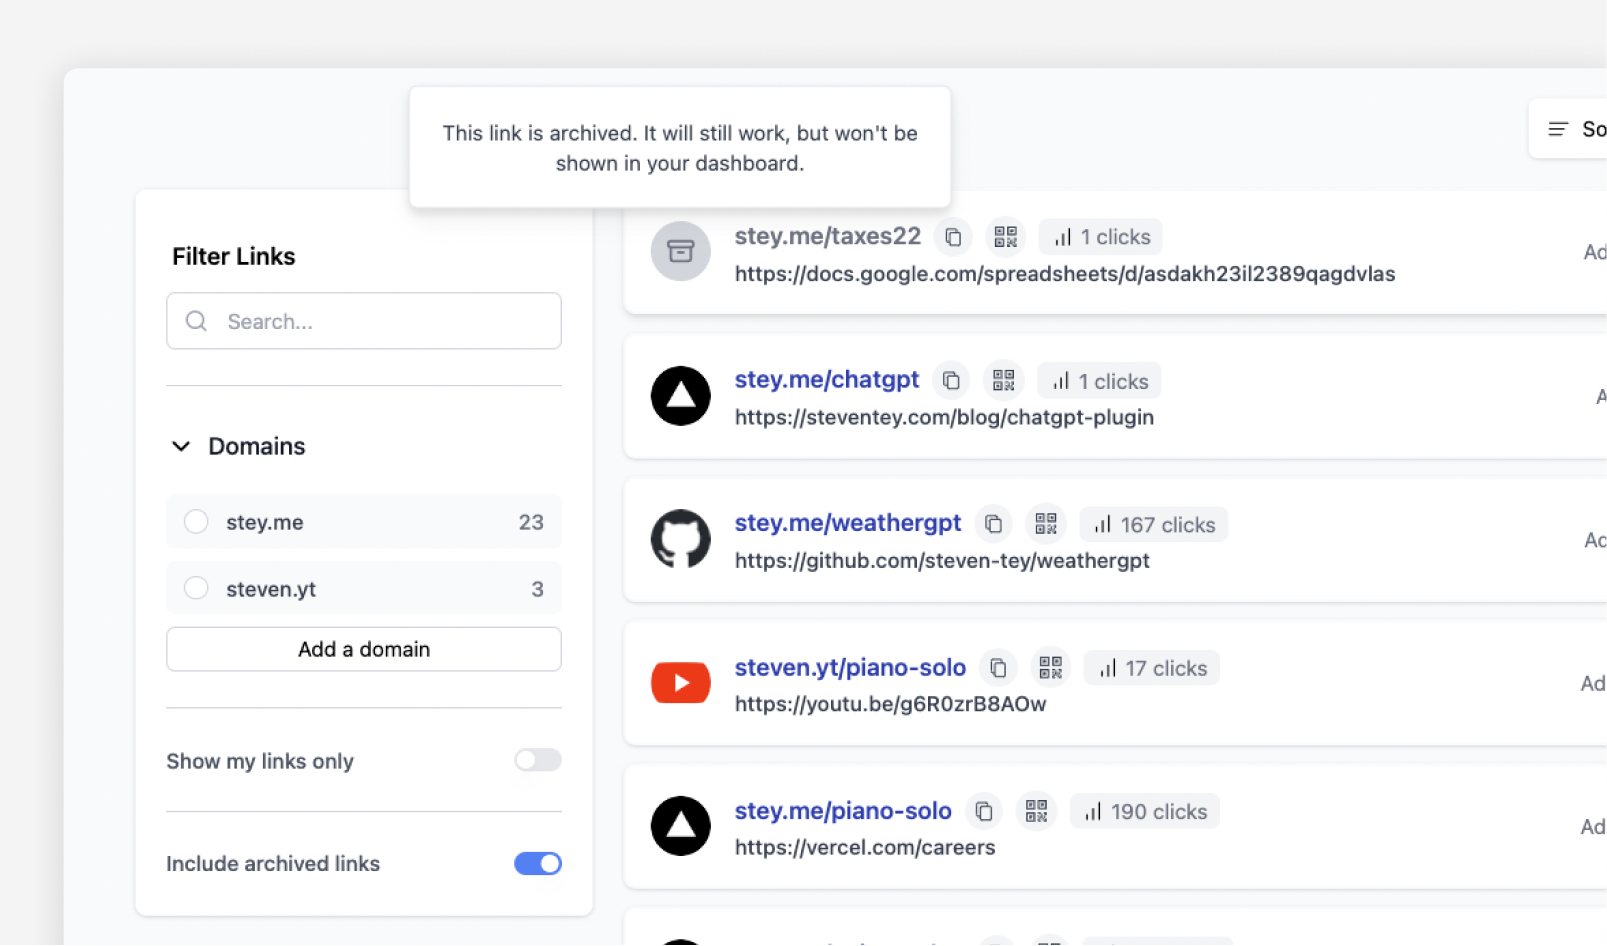 This link is archived. It will still work, but won't be
shown in your dashboard.
So
Filter Links
Search...
Domains
stey.me 23
steven.yt 3
Add a domain
Show my links only
Include archived links
stey.me/taxes22 1 clicks
https://docs.google.com/spreadsheets/d/asdakh23il2389qagdvlas
Ad
stey.me/chatgpt 1 clicks
https://steventey.com/blog/chatgpt-plugin
A
stey.me/weathergpt 167 clicks
https://github.com/steven-tey/weathergpt
Ad
steven.yt/piano-solo 17 clicks
https://youtu.be/g6R0zrB8AOw
Ad
stey.me/piano-solo 190 clicks
https://vercel.com/careers
Ad